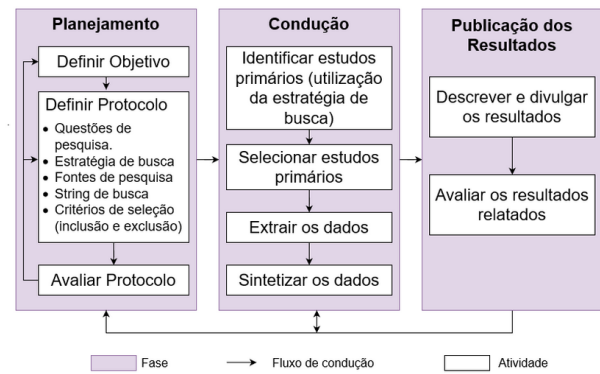 Planejamento
Definir Objetivo
Definir Protocolo
• Questões de
pesquisa.
• Estratégia de busca
• Fontes de pesquisa
• String de busca
• Critérios de seleção
(inclusão e exclusão)
Avaliar Protocolo
Condução
Identificar estudos
primários (utilização
da estratégia de
busca)
Selecionar estudos
primários
Extrair os dados
Sintetizar os dados
Publicação dos
Resultados
Descrever e divulgar
os resultados
Avaliar os resultados
relatados
Fase
Fluxo de condução
Atividade